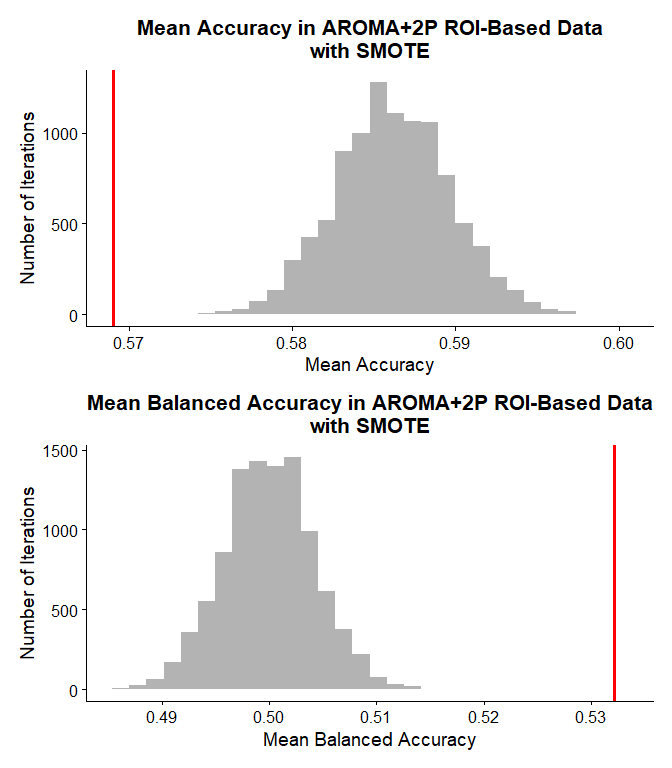 Mean Accuracy in AROMA+2P ROI-Based Data
with SMOTE
Number of Iterations
1000
500
0
0.57 0.58 0.59 0.60
Mean Accuracy
Mean Balanced Accuracy in AROMA+2P ROI-Based Data
with SMOTE
Number of Iterations
1500
1000
500
0
0.49 0.50 0.51 0.52 0.53
Mean Balanced Accuracy